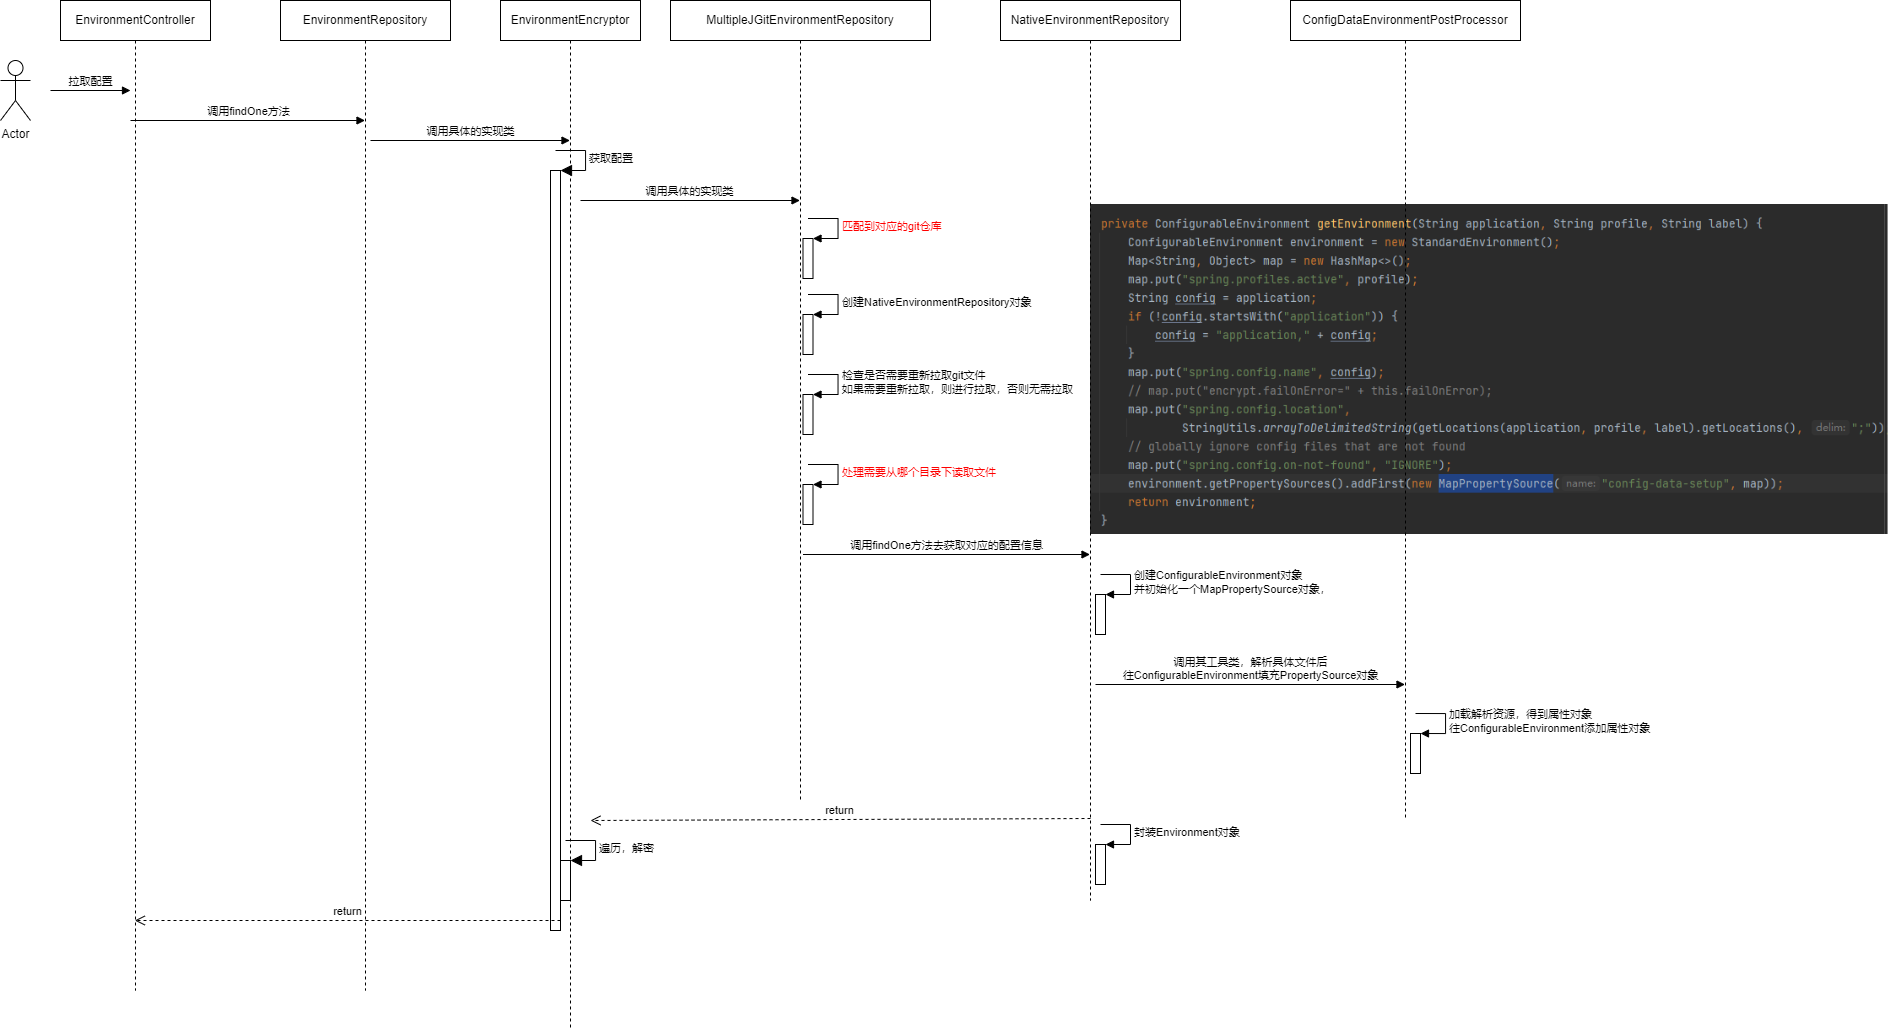 EnvironmentController
EnvironmentRepository
EnvironmentEncryptor
MultipleJGitEnvironmentRepository
NativeEnvironmentRepository
ConfigDataEnvironmentPostProcessor
Actor
拉取配置
调用findOne方法
调用具体的实现类
获取配置
调用具体的实现类
匹配到对应的git仓库
创建NativeEnvironmentRepository对象
检查是否需要重新拉取git文件
如果需要重新拉取，则进行拉取，否则无需拉取
处理需要从哪个目录下读取文件
private ConfigurableEnvironment getEnvironment(String application, String profile, String label) {
ConfigurableEnvironment environment = new StandardEnvironment();
Map<String, Object> map = new HashMap<>();
map.put("spring.profiles.active", profile);
String config = application;
if (!config.startsWith("application")) {
config = "application," + config;
}
map.put("spring.config.name", config);
// map.put("encrypt.failOnError=" + this.failOnError);
map.put("spring.config.location",
StringUtils.arrayToDelimitedString(getLocations(application, profile, label).getLocations(), delim: ";"))
// globally ignore config files that are not found
map.put("spring.config.on-not-found", "IGNORE");
environment.getPropertySources().addFirst(new MapPropertySource( name: "config-data-setup", map));
return environment;
}
调用findOne方法去获取对应的配置信息
创建ConfigurableEnvironment对象
并初始化一个MapPropertySource对象，
调用其工具类，解析具体文件后
往ConfigurableEnvironment填充PropertySource对象
加载解析资源，得到属性对象
往ConfigurableEnvironment添加属性对象
return
封装Environment对象
遍历，解密
return